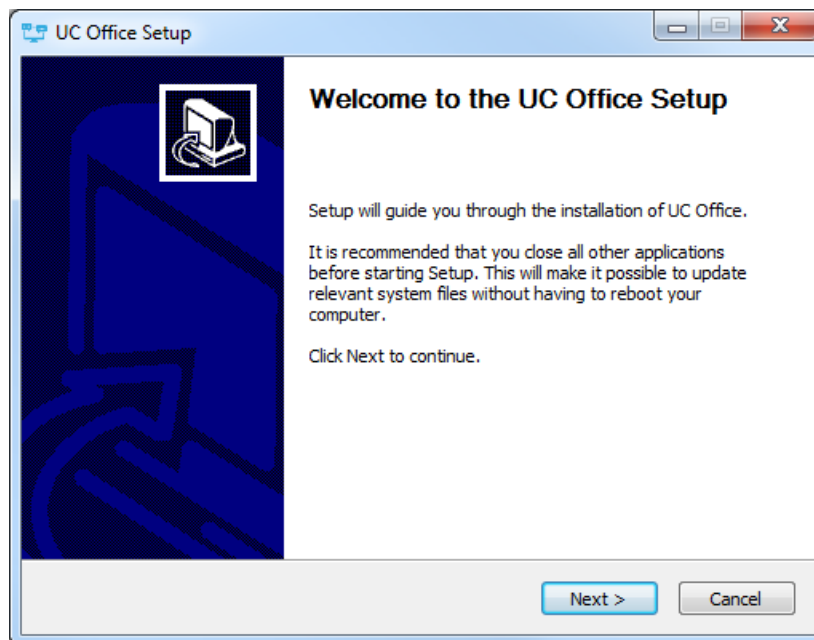 UC Office Setup
Welcome to the UC Office Setup
Setup will guide you through the installation of UC Office.
It is recommended that you close all other applications
before starting Setup. This will make it possible to update
relevant system files without having to reboot your
computer.
Click Next to continue.
Next >
Cancel